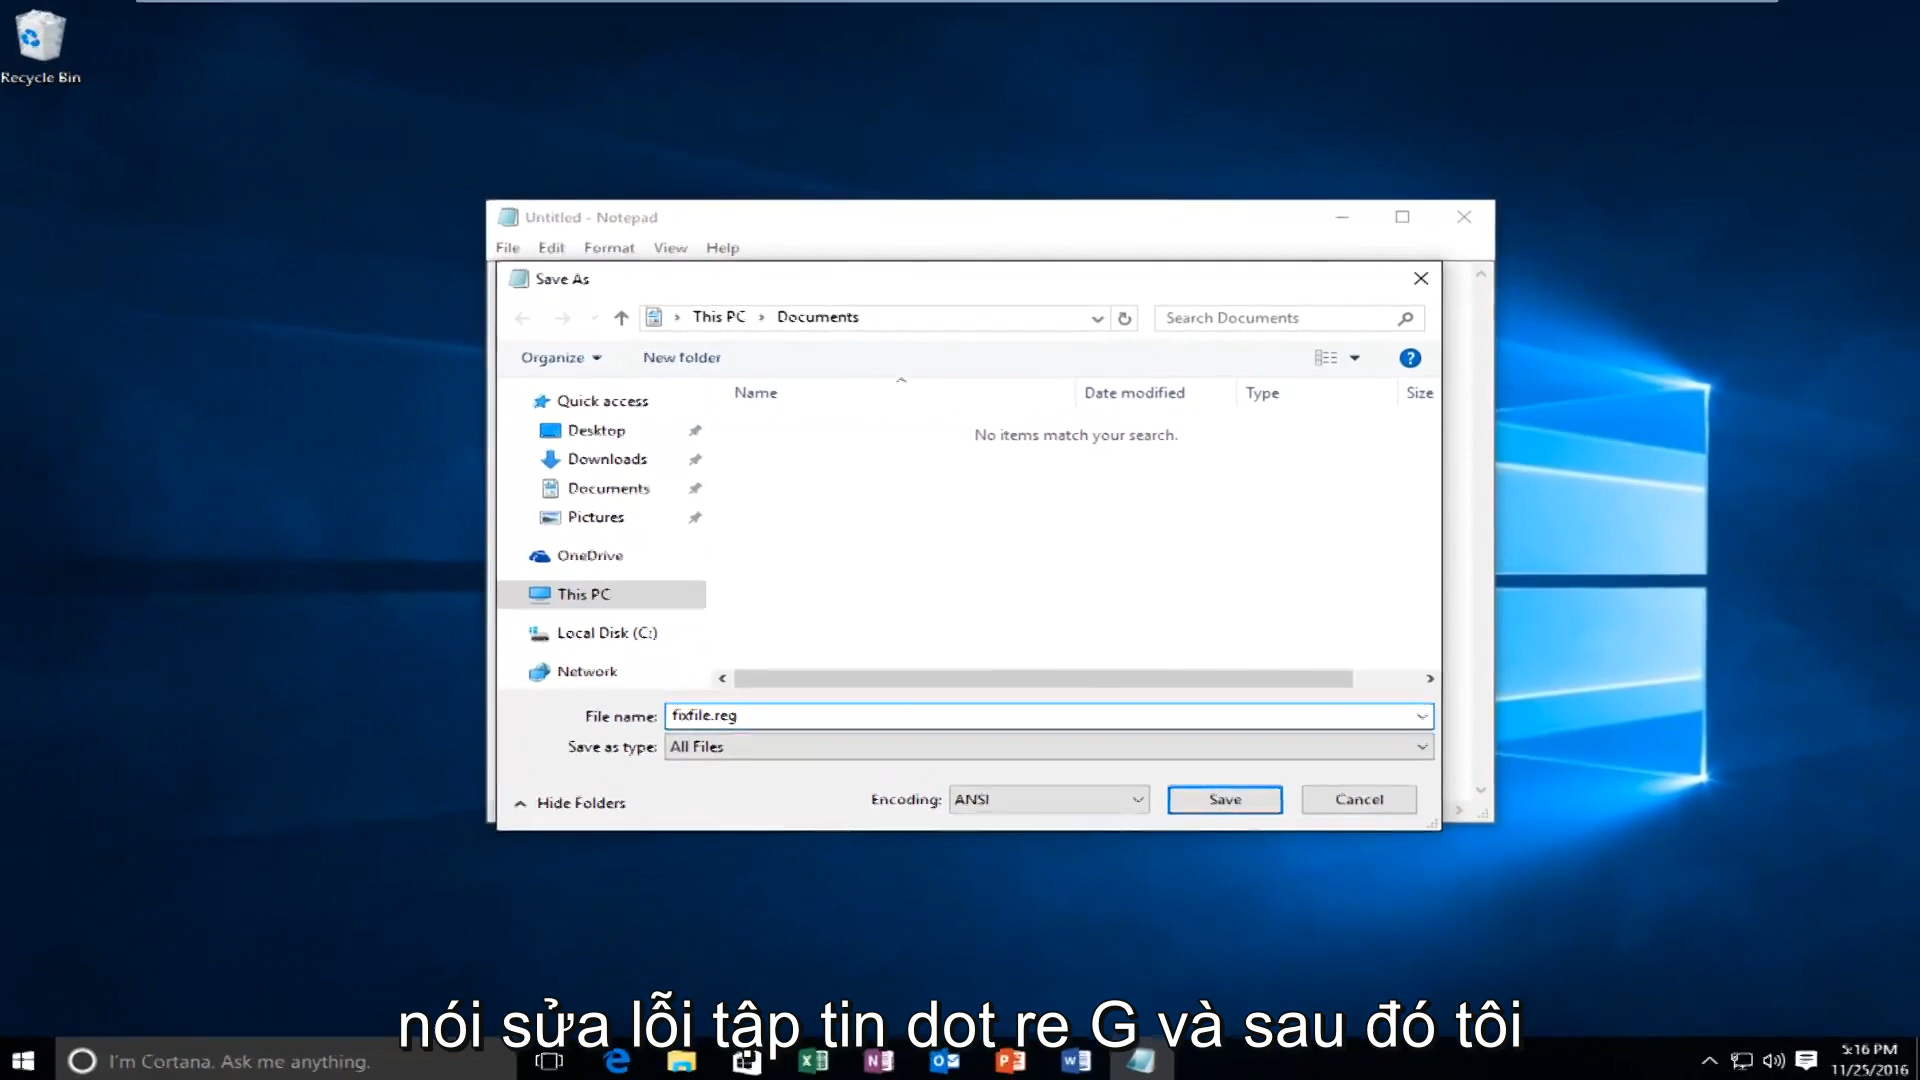 Recycle Bin
Untitled - Notepad
File Edit Format View Help
Save As
This PC Documents
Search Documents
Organize
New folder
?
Name
Date modified
Type
Size
No items match your search.
Quick access
Desktop
Downloads
Documents
Pictures
OneDrive
This PC
Local Disk (C:)
Network
File name: fixfile.reg
Save as type: All Files
Hide Folders
Encoding: ANSI
Save
Cancel
nói sửa lỗi tập tin dot re G và sau đó tôi
I'm Cortana. Ask me anything.
5:16 PM
11/25/2016